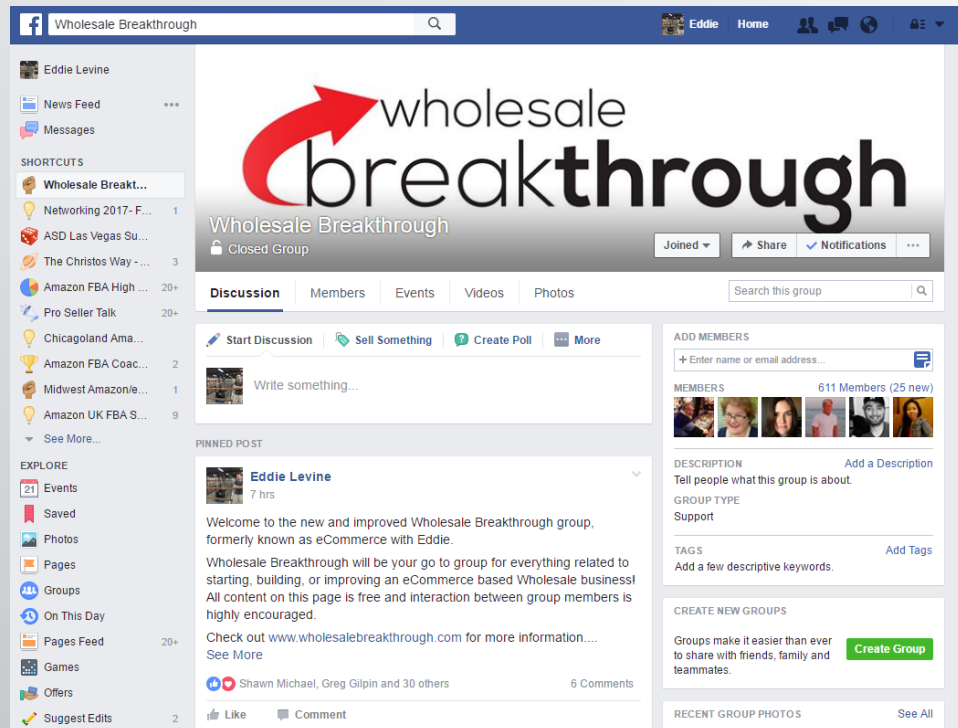 Wholesale Breakthrough
Eddie
Home
Eddie Levine
News Feed
Messages
SHORTCUTS
Wholesale Breakt...
Networking 2017- F... 1
ASD Las Vegas Su...
The Christos Way -... 3
Amazon FBA High ... 20+
Pro Seller Talk 20+
Chicagoland Ama...
Amazon FBA Coac... 2
Midwest Amazon/e... 1
Amazon UK FBA S... 9
See More...
EXPLORE
21 Events
Saved
Photos
Pages
Groups
On This Day
Pages Feed 20+
Games
Offers
Suggest Edits 2
wholesale
breakthrough
Wholesale Breakthrough
Closed Group
Joined
Share
Notifications
Discussion Members Events Videos Photos
Search this group
Start Discussion Sell Something Create Poll More
Write something...
PINNED POST
Eddie Levine
7 hrs
Welcome to the new and improved Wholesale Breakthrough group,
formerly known as eCommerce with Eddie.
Wholesale Breakthrough will be your go to group for everything related to
starting, building, or improving an eCommerce based Wholesale business!
All content on this page is free and interaction between group members is
highly encouraged.
Check out www.wholesalebreakthrough.com for more information....
See More
Shawn Michael, Greg Gilpin and 30 others 6 Comments
Like Comment
ADD MEMBERS
+ Enter name or email address...
MEMBERS 611 Members (25 new)
DESCRIPTION Add a Description
Tell people what this group is about.
GROUP TYPE
Support
TAGS Add Tags
Add a few descriptive keywords.
CREATE NEW GROUPS
Groups make it easier than ever
to share with friends, family and
teammates.
Create Group
RECENT GROUP PHOTOS See All